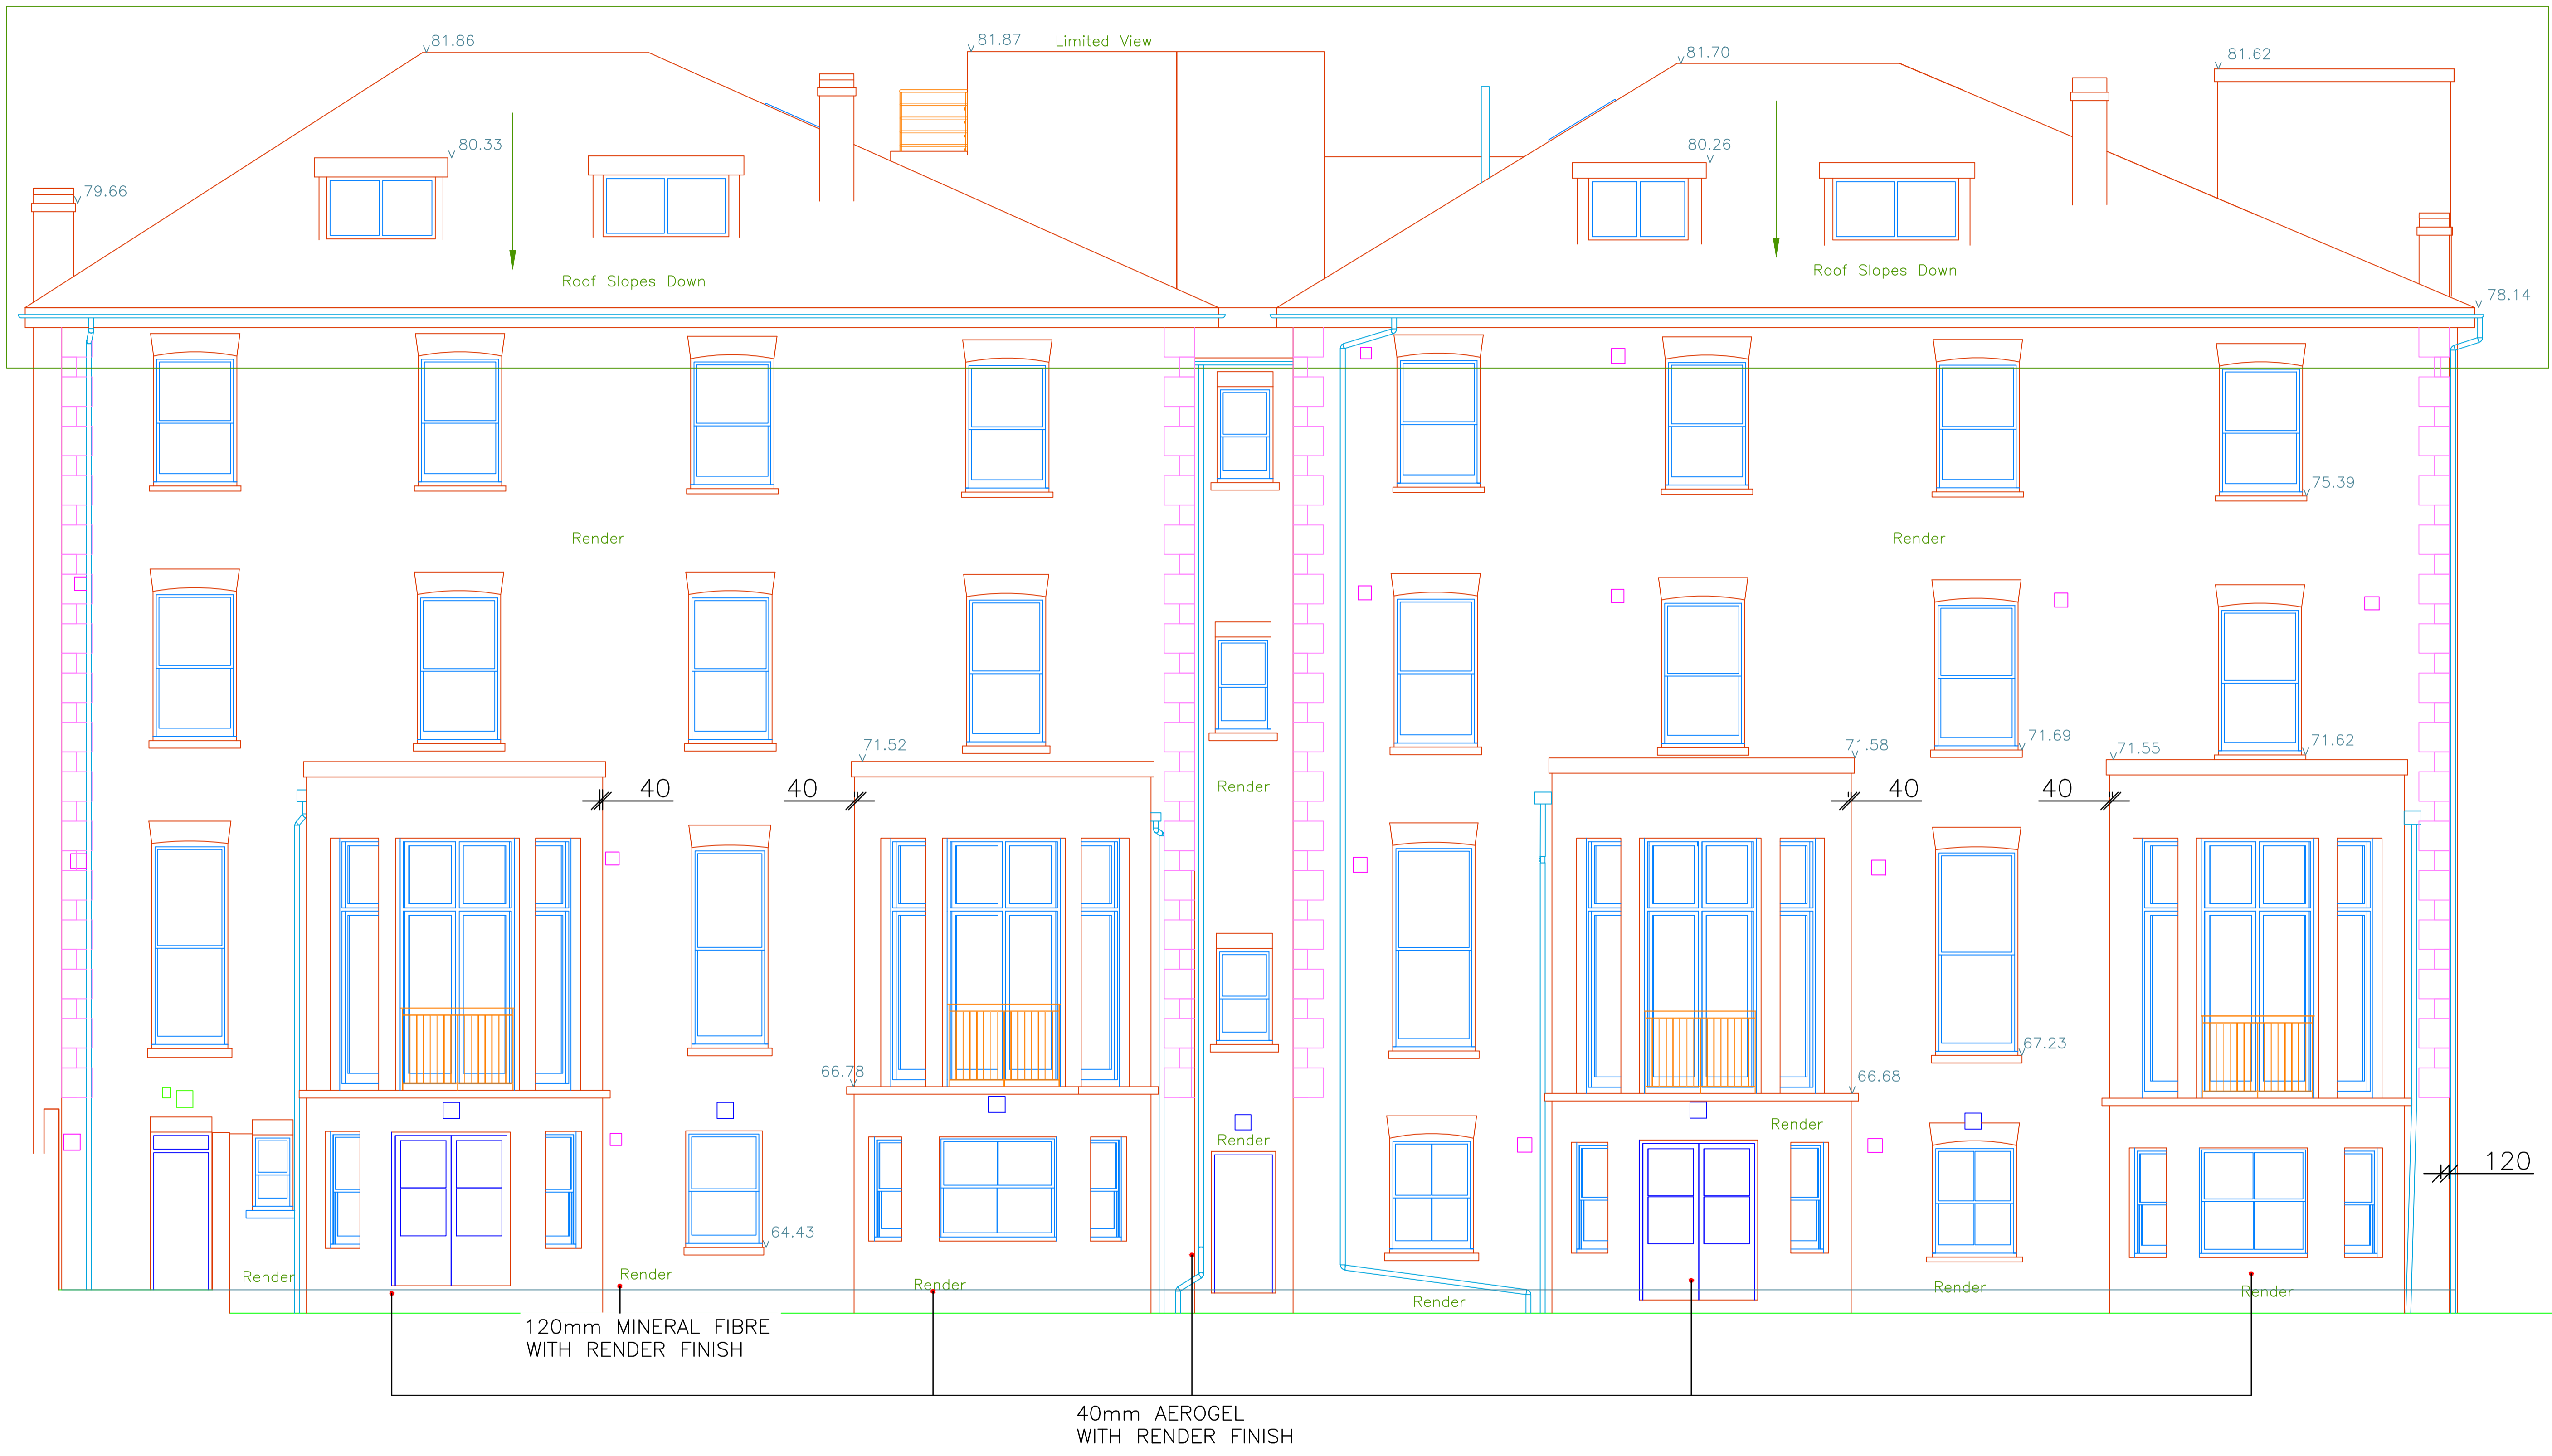 81.86
81.87
Limited View
81.70
81.62
80.33
80.26
79.66
Roof Slopes Down
Roof Slopes Down
78.14
75.39
Render
Render
71.52
71.58
71.69
71.55
71.62
40
40
Render
40
40
66.78
67.23
66.68
Render
Render
120
64.43
Render
Render
Render
Render
Render
Render
120mm MINERAL FIBRE
WITH RENDER FINISH
40mm AEROGEL
WITH RENDER FINISH